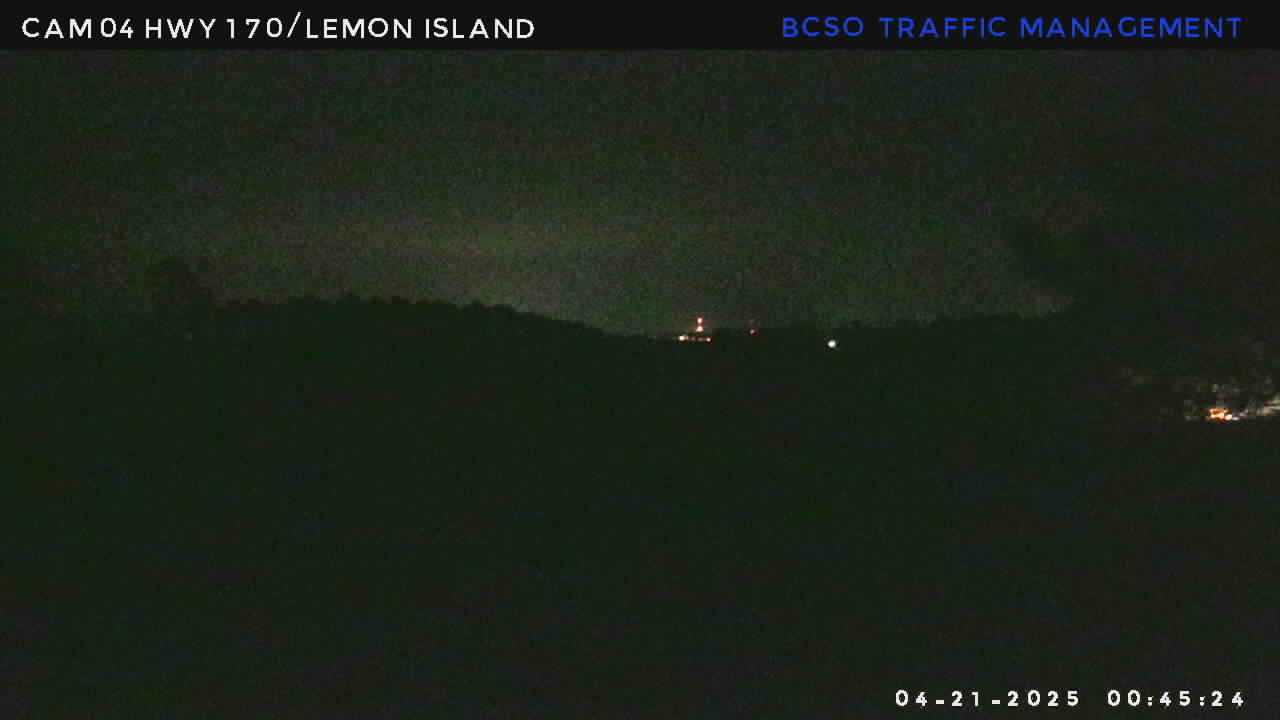 CAM04 HWY 170/LEMON ISLAND
BCSO TRAFFIC MANAGEMENT
04-21-2025 00:45:24